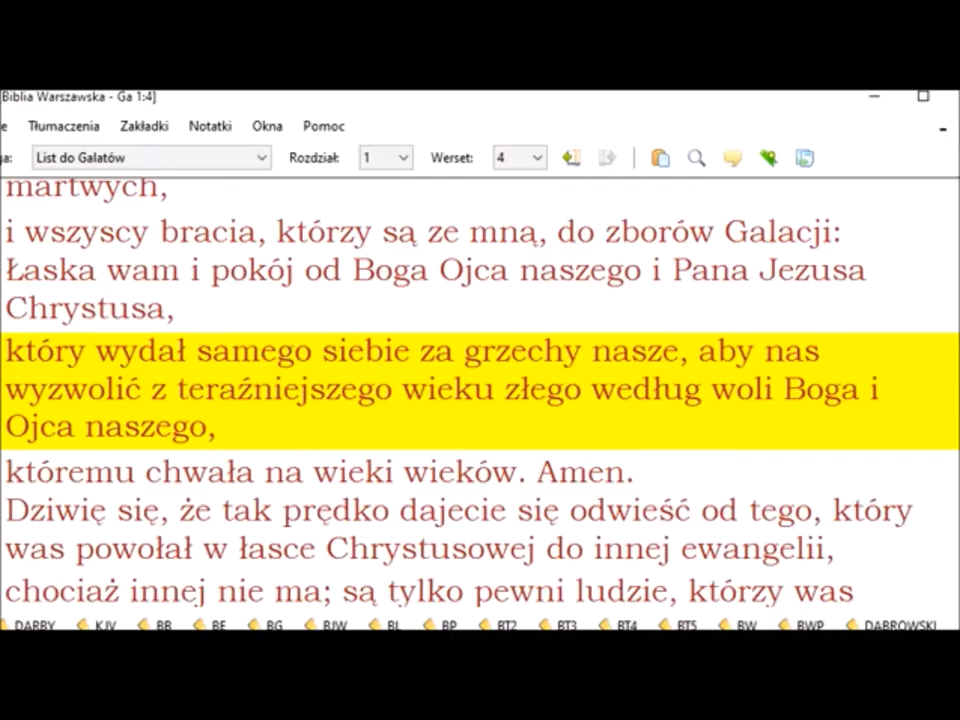 [Biblia Warszawska - Ga 1:4]
e Tłumaczenia Zakładki Notatki Okna Pomoc
ga: List do Galatów Rozdział: 1 Werset: 4
martwych,
i wszyscy bracia, którzy są ze mną, do zborów Galacji:
Łaska wam i pokój od Boga Ojca naszego i Pana Jezusa
Chrystusa,
który wydał samego siebie za grzechy nasze, aby nas
wyzwolić z teraźniejszego wieku złego według woli Boga i
Ojca naszego,
któremu chwała na wieki wieków. Amen.
Dziwię się, że tak prędko dajecie się odwieść od tego, który
was powołał w łasce Chrystusowej do innej ewangelii,
chociaż innej nie ma; są tylko pewni ludzie, którzy was
DARBY KJV BB BE BG BJW BL BP BT2 BT3 BT4 BT5 BW BWP DABROWSKI